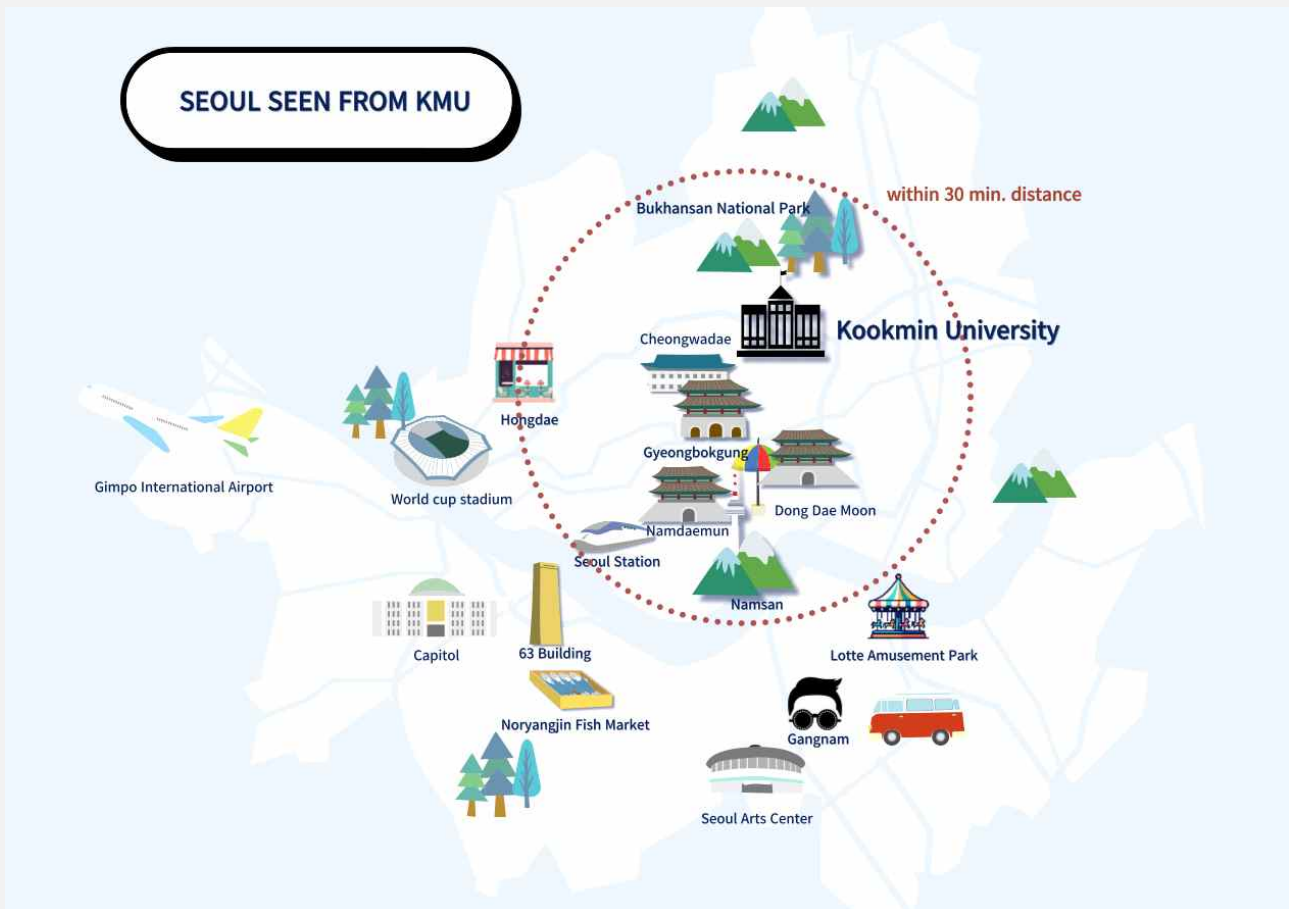 SEOUL SEEN FROM KMU
within 30 min. distance
Bukhansan National Park
Kookmin University
Cheongwadae
Hongdae
Gyeongbokgung
Gimpo International Airport
World cup stadium
Dong Dae Moon
Namdaemun
Seoul Station
Namsan
Capitol
63 Building
Lotte Amusement Park
Noryangjin Fish Market
Gangnam
Seoul Arts Center